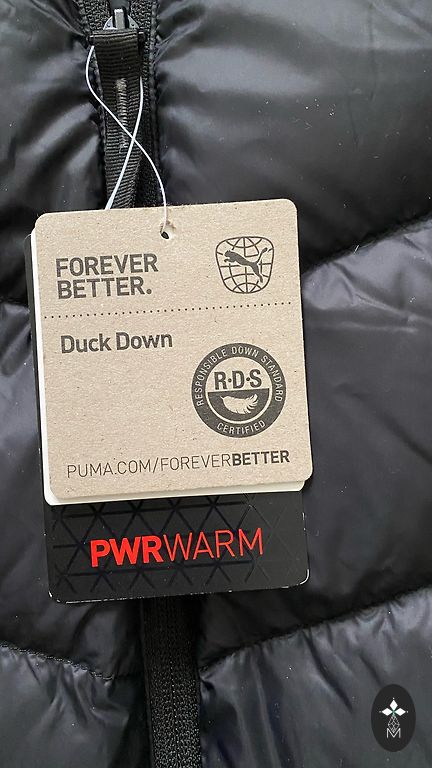 FOREVER
BETTER.
Duck Down
RESPONSIBLE DOWN STANDARD
R·D·S
CERTIFIED
PUMA.COM/FOREVERBETTER
PWRWARM
M